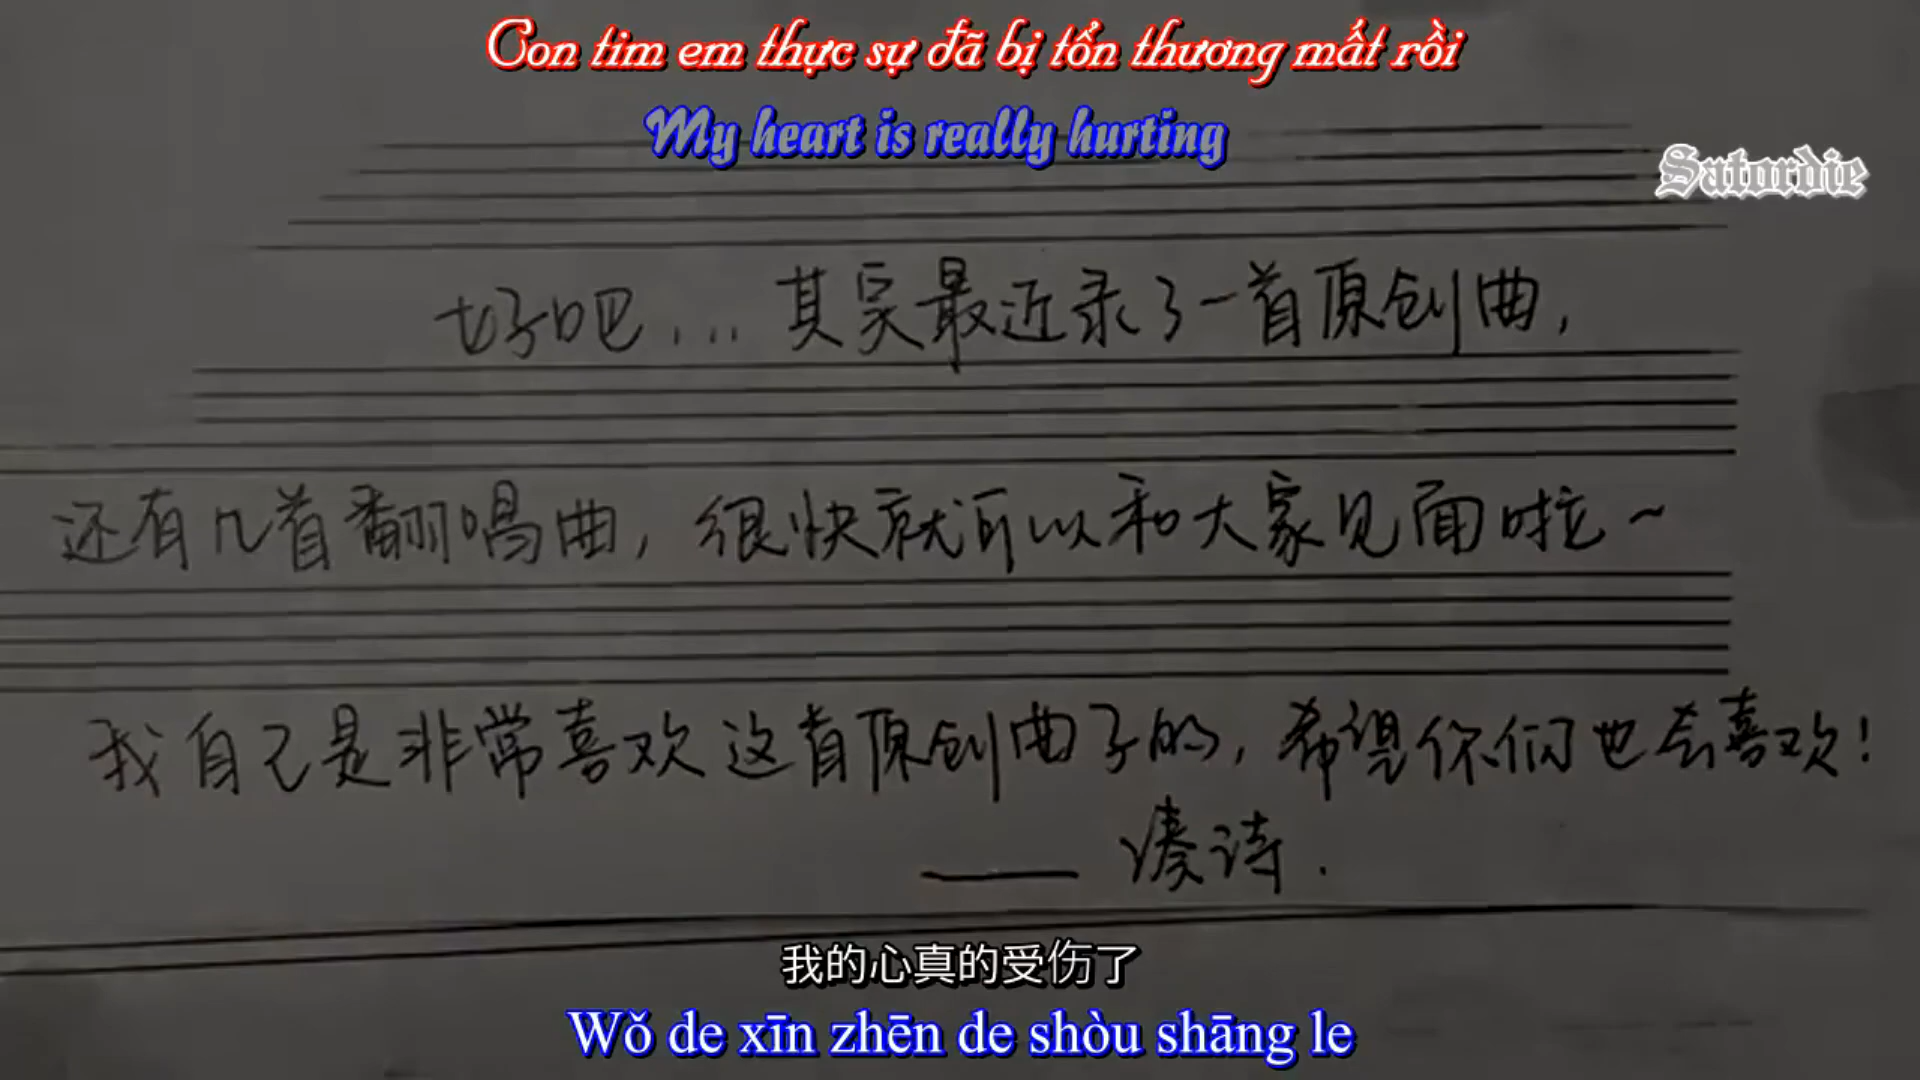 Con tim em thực sự đã bị tổn thương mất rồi
My heart is really hurting
Satordie
好吧... 其实最近录了一首原创曲,
还有几首翻唱曲, 很快就可以和大家见面啦~
我自己是非常喜欢这首原创曲子的, 希望你们也会喜欢!
—— 凑诗.
我的心真的受伤了
Wǒ de xīn zhēn de shòu shāng le